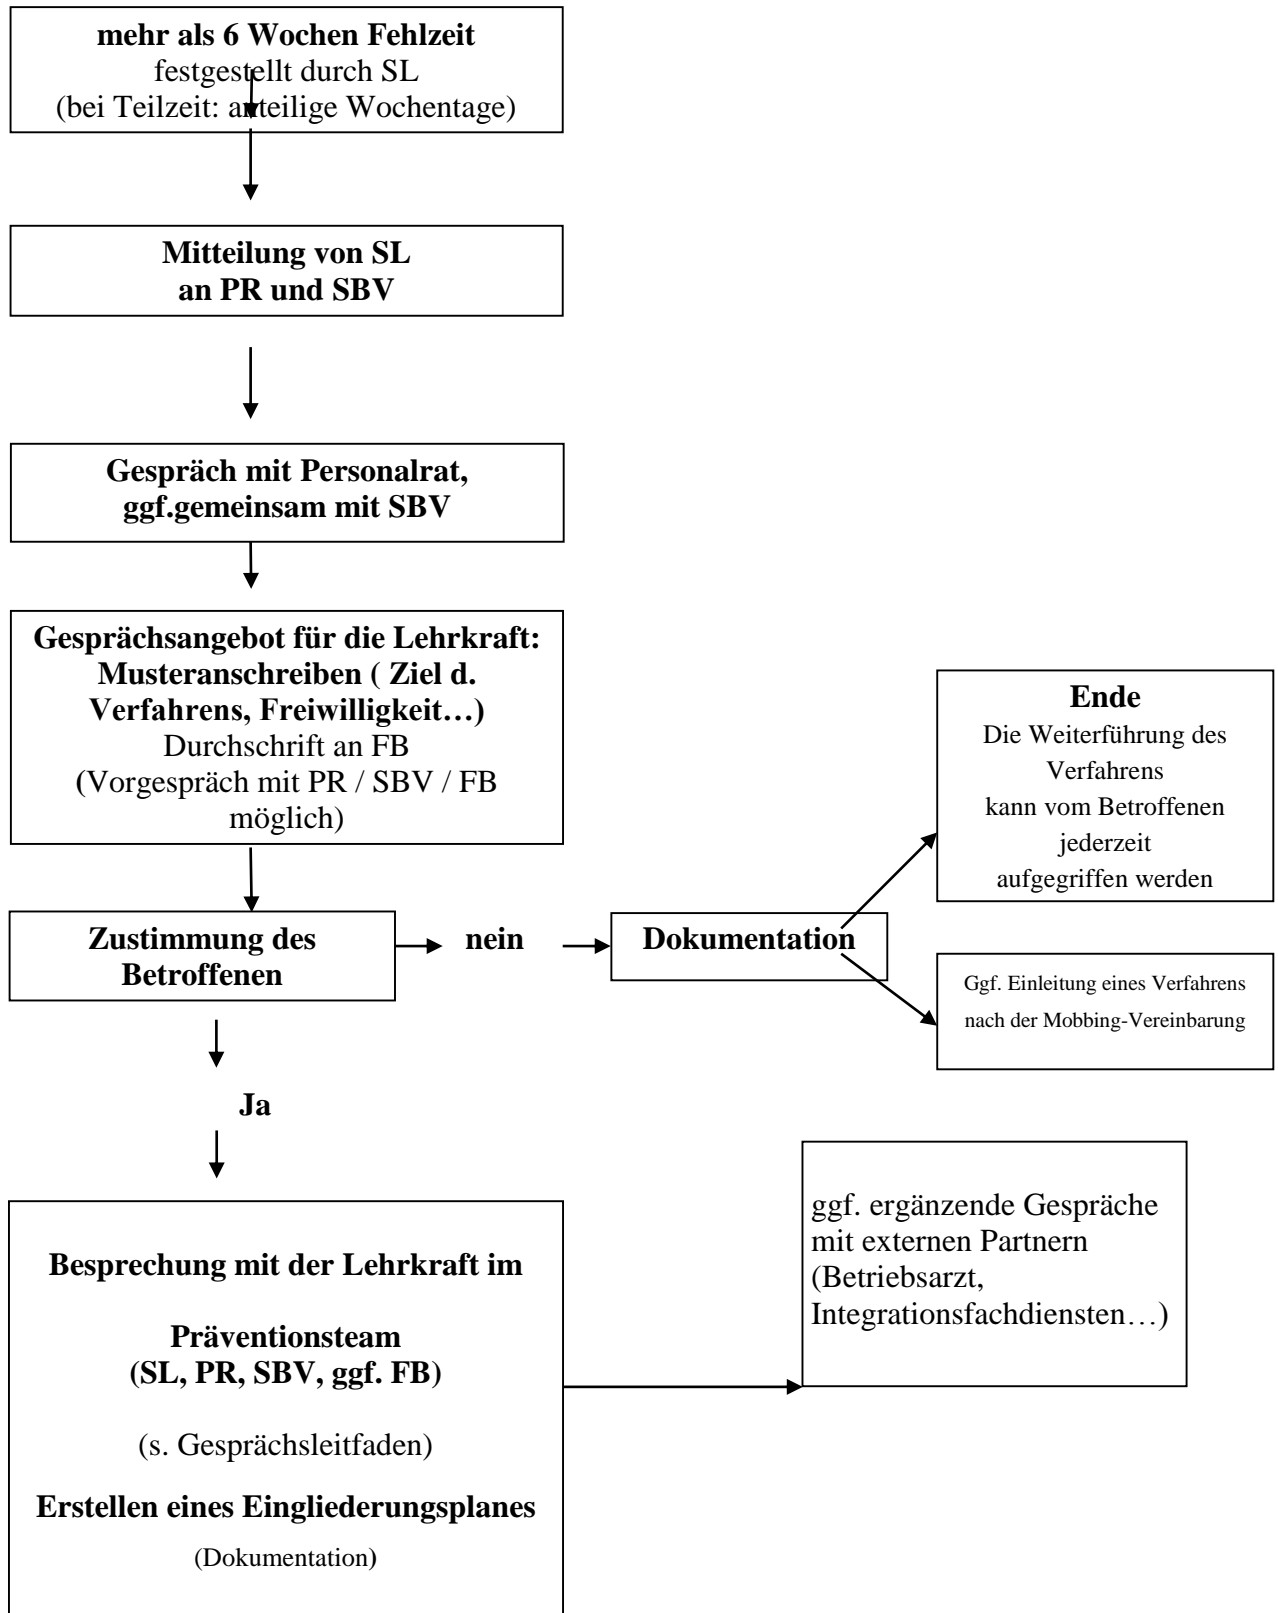 mehr als 6 Wochen Fehlzeit
festgestellt durch SL
(bei Teilzeit: anteilige Wochentage)
Mitteilung von SL
an PR und SBV
Gespräch mit Personalrat,
ggf.gemeinsam mit SBV
Gesprächsangebot für die Lehrkraft:
Musteranschreiben ( Ziel d.
Verfahrens, Freiwilligkeit…)
Durchschrift an FB
(Vorgespräch mit PR / SBV / FB
möglich)
Zustimmung des
Betroffenen
nein
Dokumentation
Ende
Die Weiterführung des
Verfahrens
kann vom Betroffenen
jederzeit
aufgegriffen werden
Ggf. Einleitung eines Verfahrens
nach der Mobbing-Vereinbarung
Ja
Besprechung mit der Lehrkraft im
Präventionsteam
(SL, PR, SBV, ggf. FB)
(s. Gesprächsleitfaden)
Erstellen eines Eingliederungsplanes
(Dokumentation)
ggf. ergänzende Gespräche
mit externen Partnern
(Betriebsarzt,
Integrationsfachdiensten…)